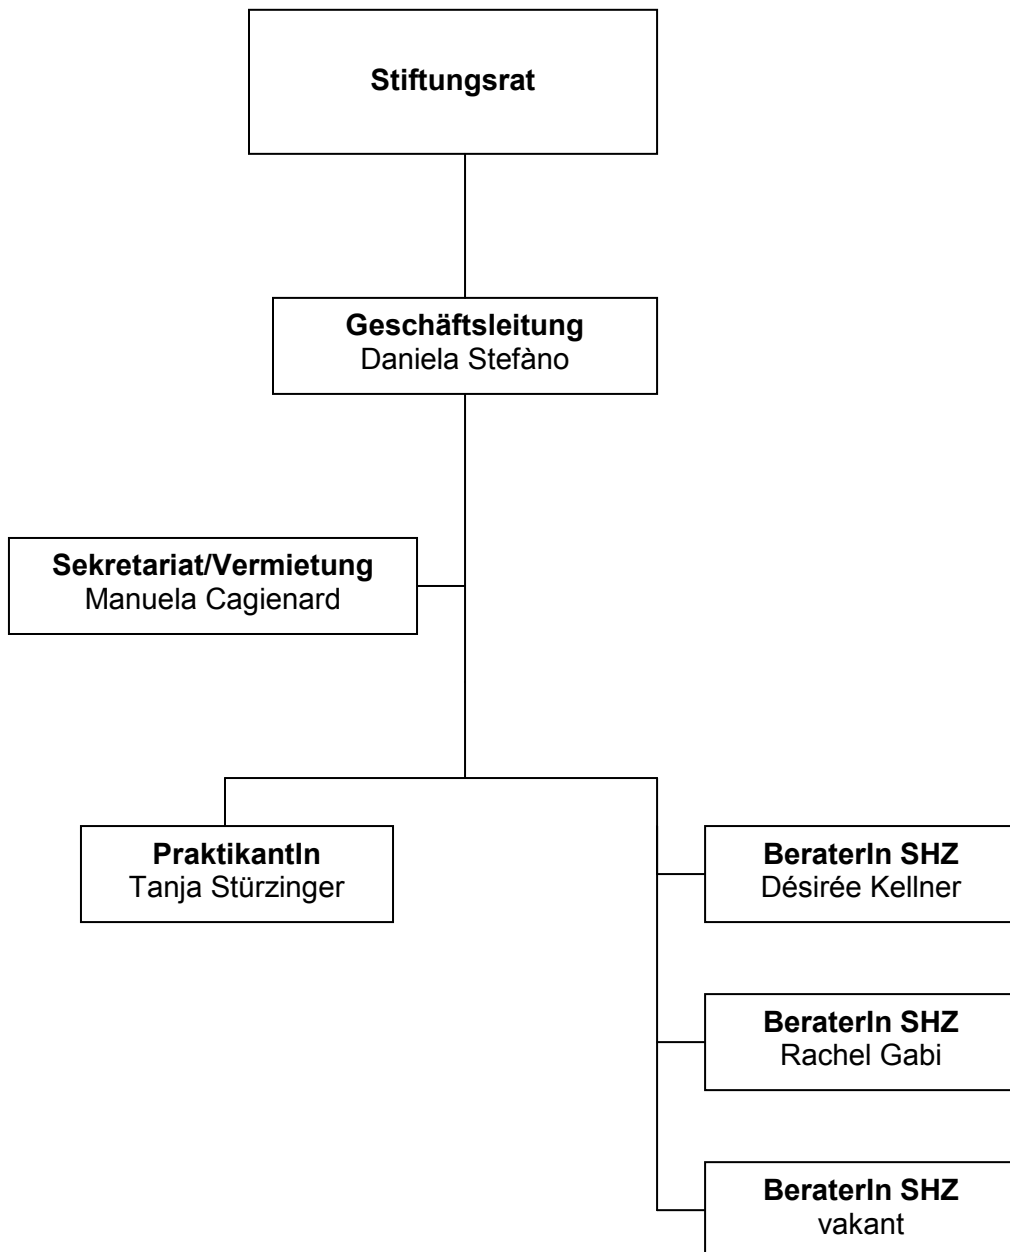 Stiftungsrat
Geschäftsleitung
Daniela Stefàno
Sekretariat/Vermietung
Manuela Cagienard
PraktikantIn
Tanja Stürzinger
BeraterIn SHZ
Désirée Kellner
BeraterIn SHZ
Rachel Gabi
BeraterIn SHZ
vakant